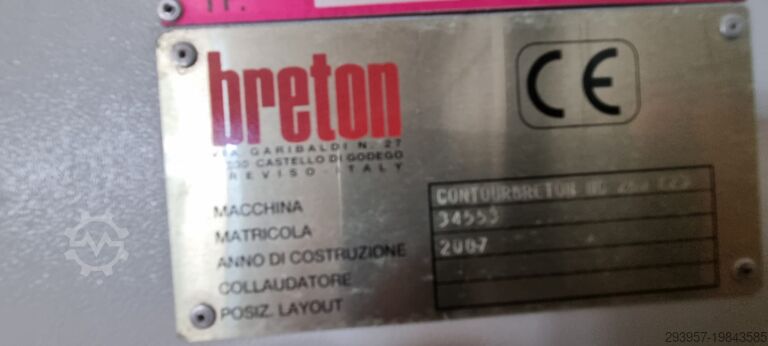 breton
CE
VIA GARIBALDI N. 27
CASTELLO DI GODEGO
TREVISO - ITALY
MACCHINA CONTOURBRETON
MATRICOLA 34553
ANNO DI COSTRUZIONE 2007
COLLAUDATORE
POSIZ. LAYOUT
293957-19843585